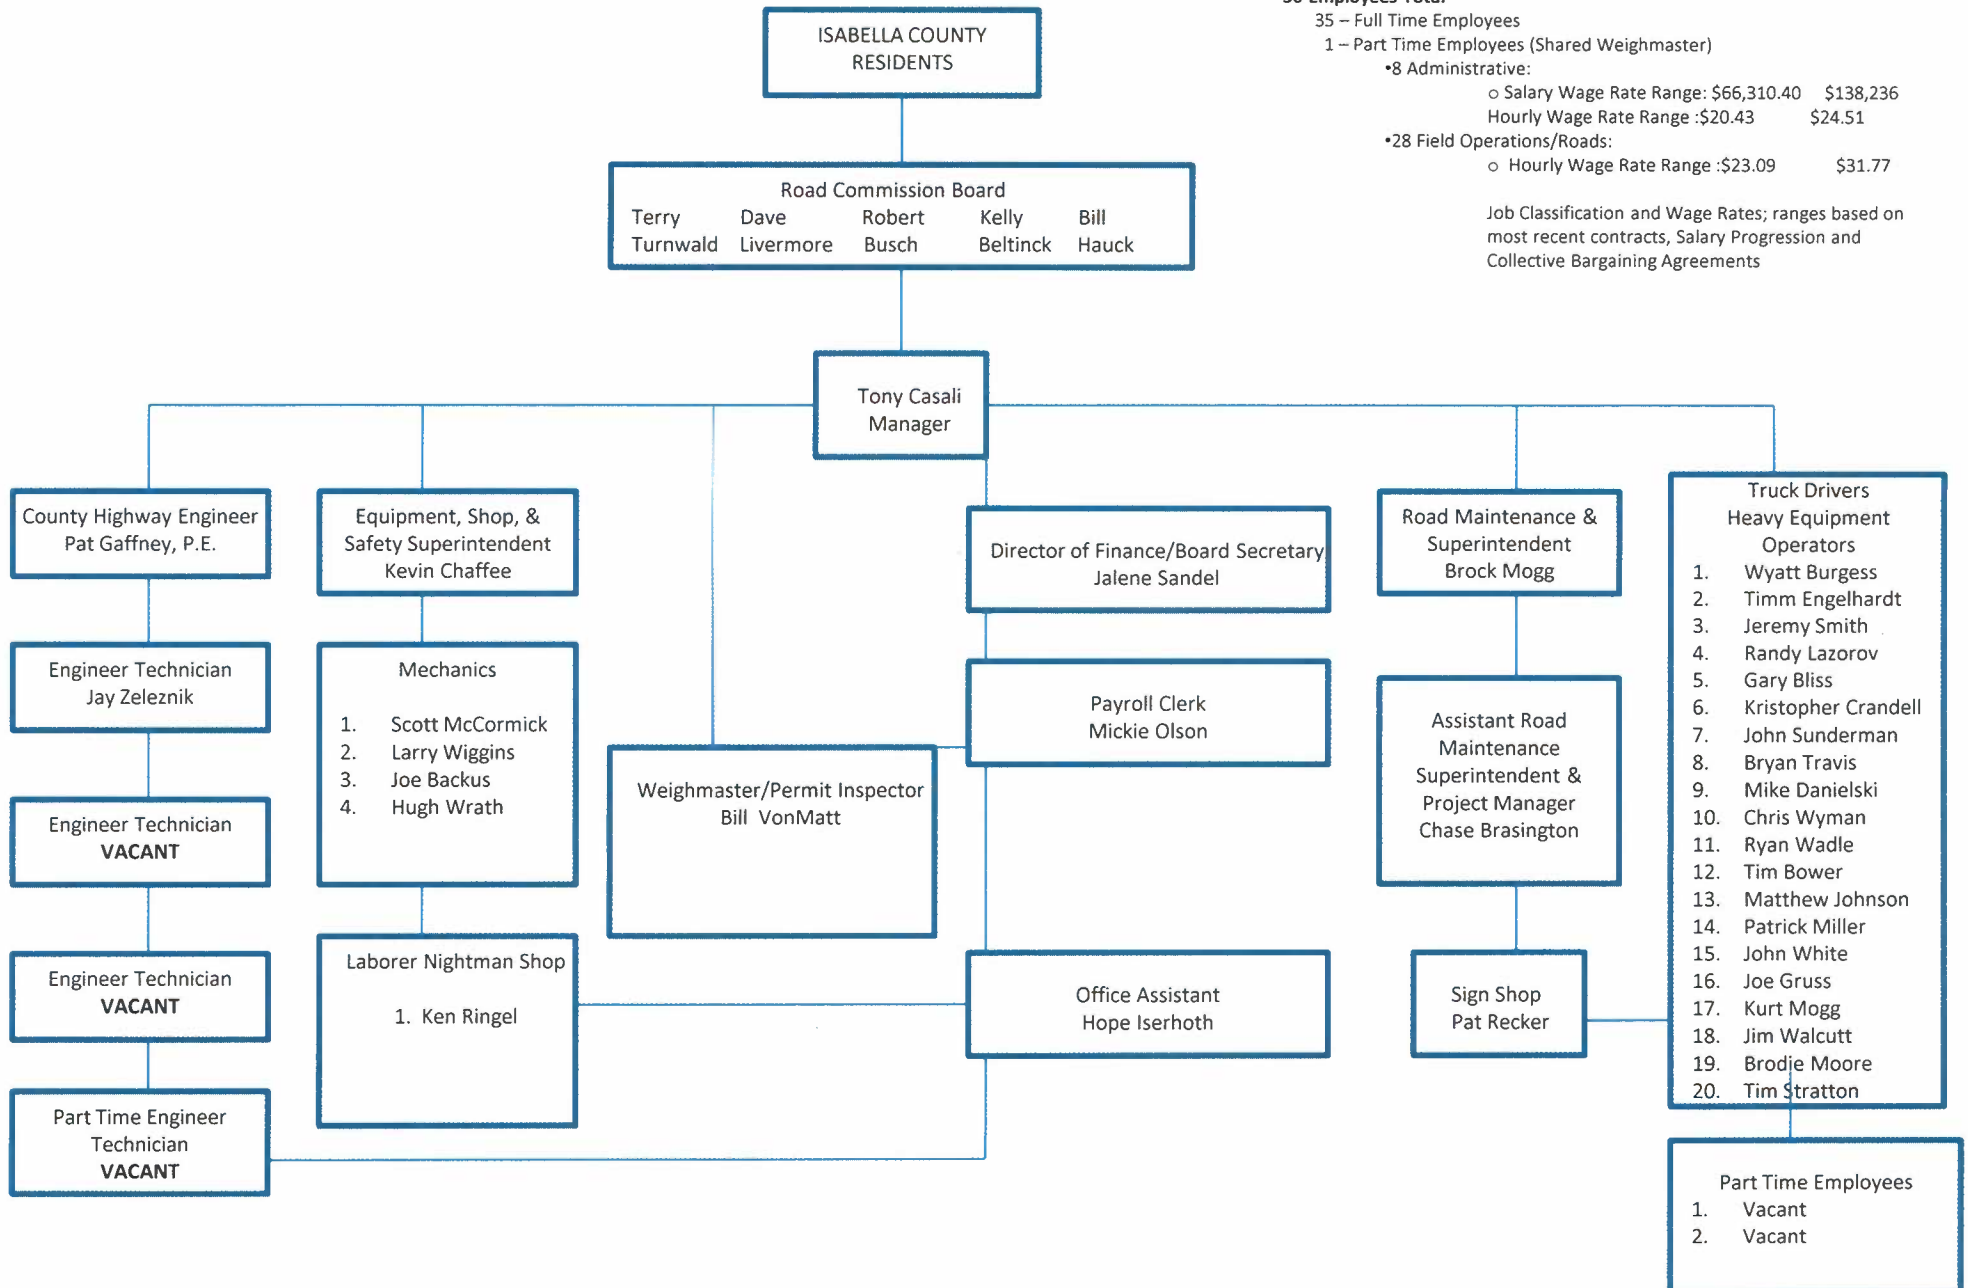 ISABELLA COUNTY
RESIDENTS
35 – Full Time Employees
1 – Part Time Employees (Shared Weighmaster)
•8 Administrative:
o Salary Wage Rate Range: $66,310.40 $138,236
Hourly Wage Rate Range :$20.43 $24.51
•28 Field Operations/Roads:
o Hourly Wage Rate Range :$23.09 $31.77
Job Classification and Wage Rates; ranges based on
most recent contracts, Salary Progression and
Collective Bargaining Agreements
Road Commission Board
Terry Dave Robert Kelly Bill
Turnwald Livermore Busch Beltinck Hauck
Tony Casali
Manager
County Highway Engineer
Pat Gaffney, P.E.
Engineer Technician
Jay Zeleznik
Engineer Technician
VACANT
Engineer Technician
VACANT
Part Time Engineer
Technician
VACANT
Equipment, Shop, &
Safety Superintendent
Kevin Chaffee
Mechanics
1. Scott McCormick
2. Larry Wiggins
3. Joe Backus
4. Hugh Wrath
Laborer Nightman Shop
1. Ken Ringel
Weighmaster/Permit Inspector
Bill VonMatt
Director of Finance/Board Secretary
Jalene Sandel
Payroll Clerk
Mickie Olson
Office Assistant
Hope Iserhoth
Road Maintenance &
Superintendent
Brock Mogg
Assistant Road
Maintenance
Superintendent &
Project Manager
Chase Brasington
Sign Shop
Pat Recker
Truck Drivers
Heavy Equipment
Operators
1. Wyatt Burgess
2. Timm Engelhardt
3. Jeremy Smith
4. Randy Lazorov
5. Gary Bliss
6. Kristopher Crandell
7. John Sunderman
8. Bryan Travis
9. Mike Danielski
10. Chris Wyman
11. Ryan Wadle
12. Tim Bower
13. Matthew Johnson
14. Patrick Miller
15. John White
16. Joe Gruss
17. Kurt Mogg
18. Jim Walcutt
19. Brodie Moore
20. Tim Stratton
Part Time Employees
1. Vacant
2. Vacant